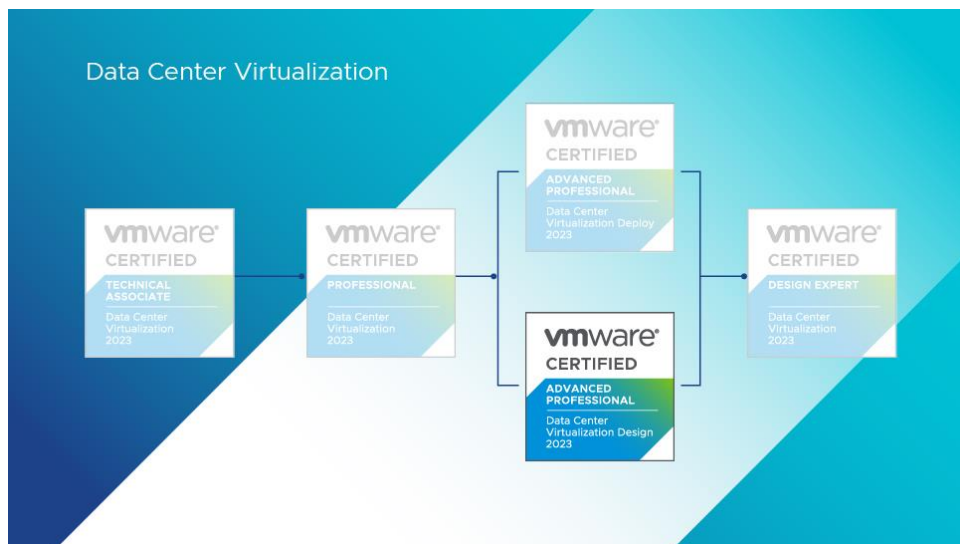 Data Center Virtualization
vmware®
CERTIFIED
TECHNICAL
ASSOCIATE
Data Center
Virtualization
2023
vmware®
CERTIFIED
PROFESSIONAL
Data Center
Virtualization
2023
vmware®
CERTIFIED
ADVANCED
PROFESSIONAL
Data Center
Virtualization Deploy
2023
vmware®
CERTIFIED
ADVANCED
PROFESSIONAL
Data Center
Virtualization Design
2023
vmware®
CERTIFIED
DESIGN EXPERT
Data Center
Virtualization
2023